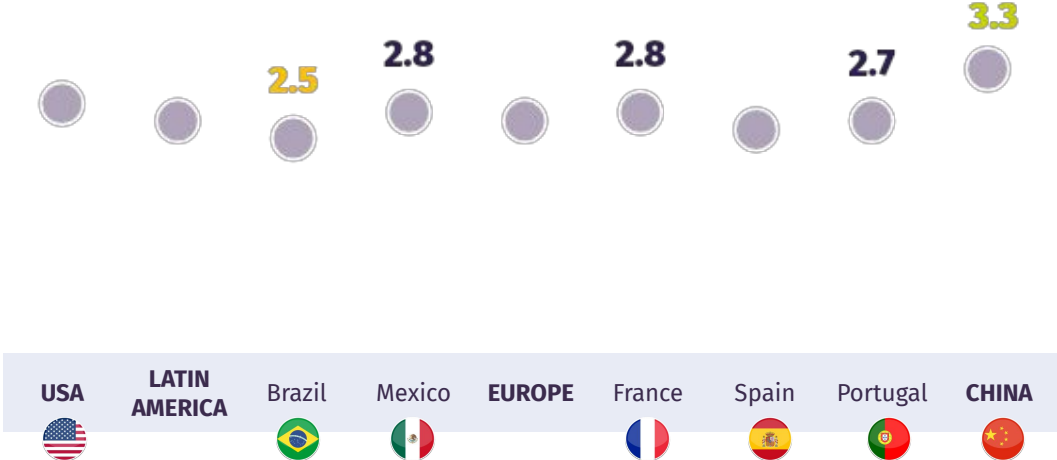 3.3
2.8
2.8
2.7
2.5
USA
LATIN
AMERICA
Brazil
Mexico
EUROPE
France
Spain
Portugal
CHINA